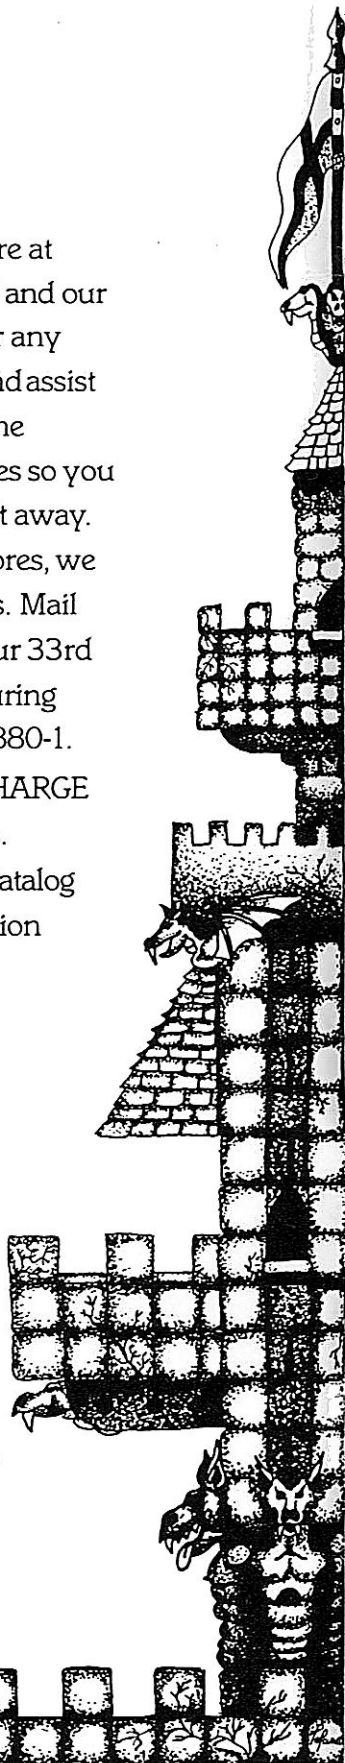 re at
and our
r any
nd assist
ne
es so you
t away.
ores, we
s. Mail
ur 33rd
uring
380-1.
HARGE
s.
atalog
ion